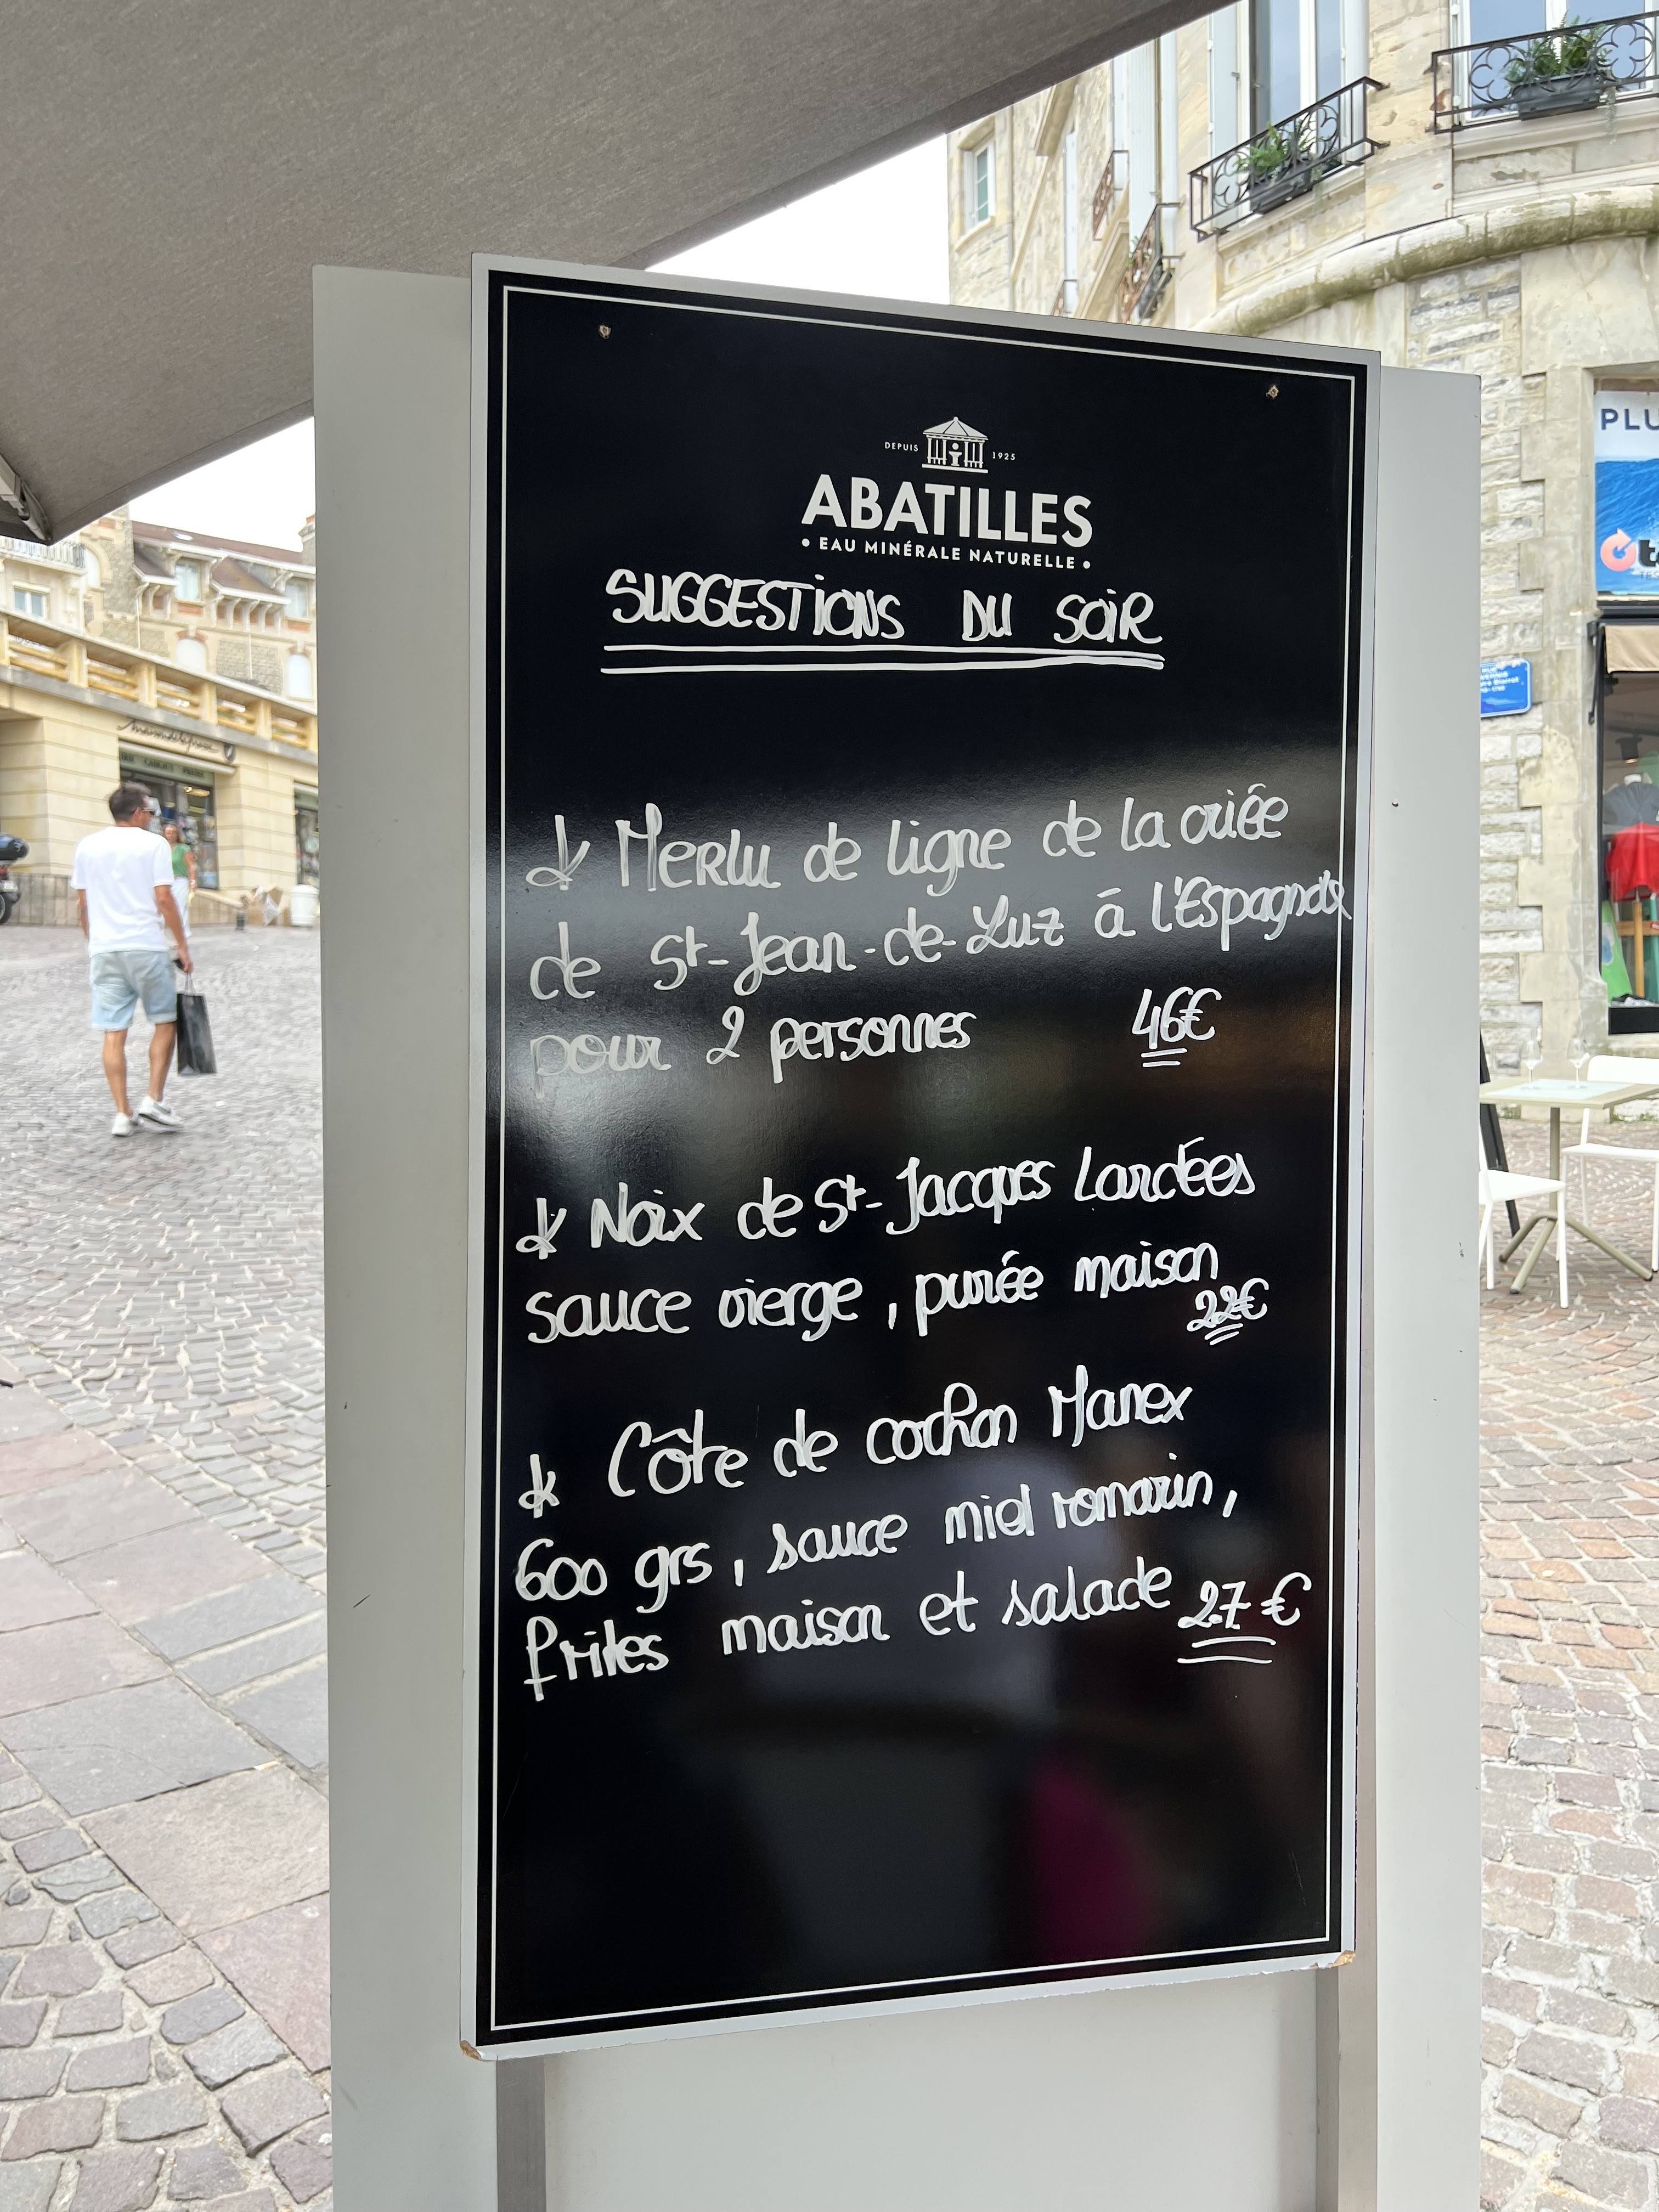 DEPUIS 1925
ABATILLES
• EAU MINÉRALE NATURELLE •
SUGGESTIONS DU SOIR
Merlu de ligne de la criée
de St-Jean-de-Luz à l'Espagnole
pour 2 personnes 46€
Noix de St-Jacques Lardées
sauce vierge, purée maison
22€
Côte de cochon Manex
600 grs, sauce miel romarin,
frites maison et salade 27€
PLU